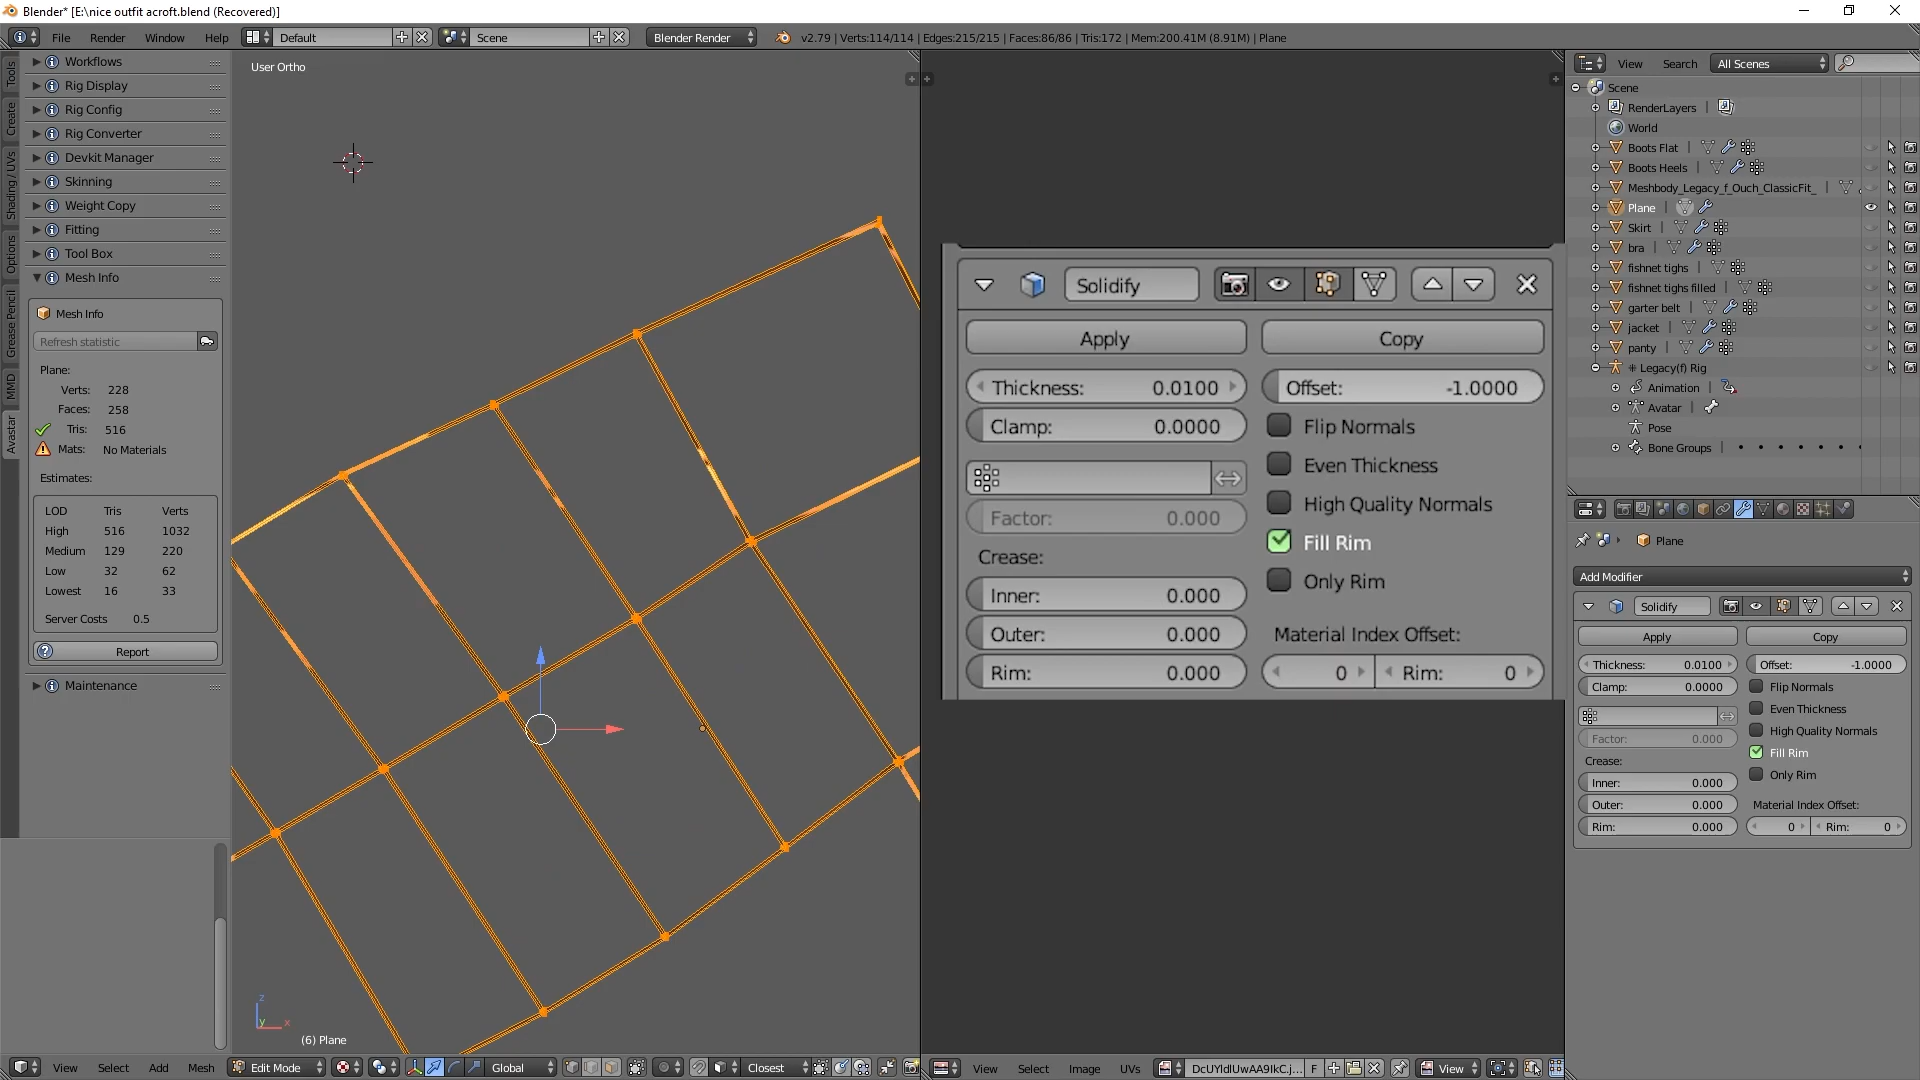 Blender* [E:\nice outfit acroft.blend (Recovered)]
File Render Window Help Default Scene Blender Render v2.79 | Verts:114/114 | Edges:215/215 | Faces:86/86 | Tris:172 | Mem:200.41M (8.91M) | Plane
Tools
Create
Shading / UVs
Options
Grease Pencil
MMD
Avastar
Workflows
Rig Display
Rig Config
Rig Converter
Devkit Manager
Skinning
Weight Copy
Fitting
Tool Box
Mesh Info
Mesh Info
Refresh statistic
Plane:
Verts: 228
Faces: 258
Tris: 516
Mats: No Materials
Estimates:
LOD Tris Verts
High 516 1032
Medium 129 220
Low 32 62
Lowest 16 33
Server Costs 0.5
Report
Maintenance
User Ortho
z
y x
(6) Plane
View Select Add Mesh Edit Mode Global Closest
Solidify
Apply Copy
Thickness: 0.0100 Offset: -1.0000
Clamp: 0.0000 Flip Normals
Even Thickness
High Quality Normals
Factor: 0.000
Fill Rim
Crease:
Only Rim
Inner: 0.000
Outer: 0.000 Material Index Offset:
Rim: 0.000 0 Rim: 0
View Select Image UVs DcUYldlUwAA9IkC.j... F View
View Search All Scenes
Scene
RenderLayers |
World
Boots Flat |
Boots Heels |
Meshbody_Legacy_f_Ouch_ClassicFit_ |
Plane |
Skirt |
bra |
fishnet tighs |
fishnet tighs filled |
garter belt |
jacket |
panty |
Legacy(f) Rig
Animation |
Avatar |
Pose
Bone Groups |
Plane
Add Modifier
Solidify
Apply Copy
Thickness: 0.0100 Offset: -1.0000
Clamp: 0.0000 Flip Normals
Even Thickness
High Quality Normals
Factor: 0.000 Fill Rim
Crease:
Only Rim
Inner: 0.000
Outer: 0.000 Material Index Offset:
Rim: 0.000 0 Rim: 0